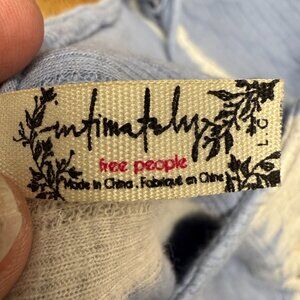 intimately
free people
Made in China . Fabriqué en Chine